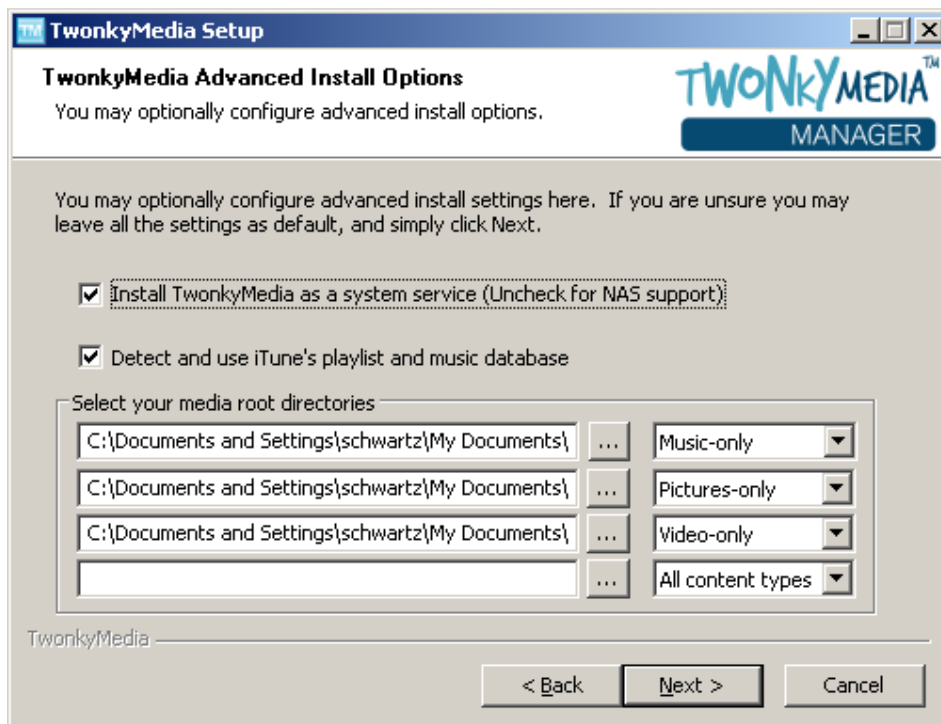 TM TwonkyMedia Setup
TwonkyMedia Advanced Install Options
You may optionally configure advanced install options.
TWONKYMEDIA™
MANAGER
You may optionally configure advanced install settings here. If you are unsure you may
leave all the settings as default, and simply click Next.
Install TwonkyMedia as a system service (Uncheck for NAS support)
Detect and use iTune's playlist and music database
Select your media root directories
C:\Documents and Settings\schwartz\My Documents\ ... Music-only
C:\Documents and Settings\schwartz\My Documents\ ... Pictures-only
C:\Documents and Settings\schwartz\My Documents\ ... Video-only
... All content types
TwonkyMedia
< Back Next > Cancel